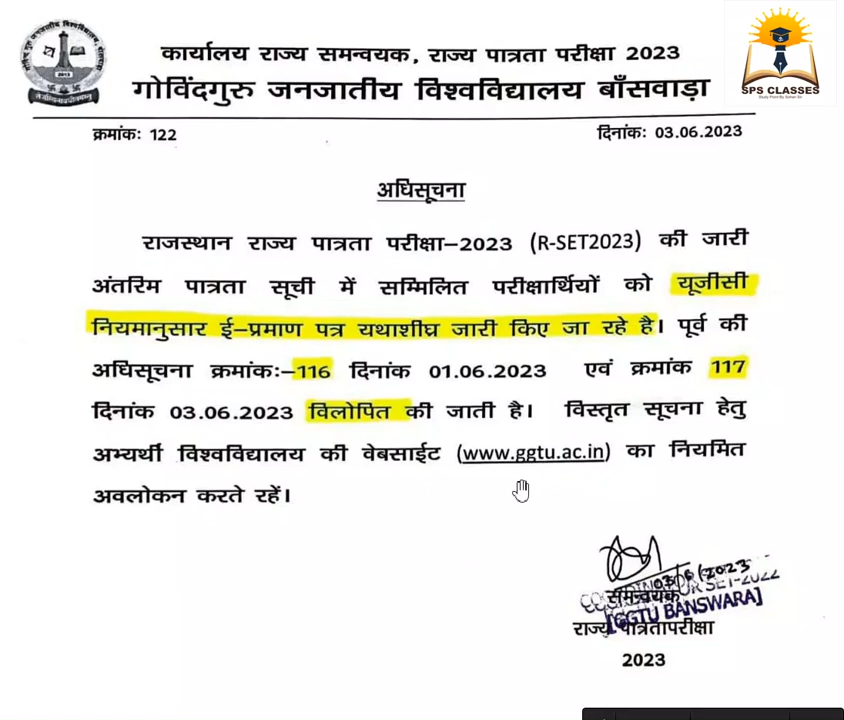 SPS CLASSES
कार्यालय राज्य समन्वयक, राज्य पात्रता परीक्षा 2023
गोविंदगुरु जनजातीय विश्वविद्यालय बाँसवाड़ा
क्रमांकः 122
दिनांकः 03.06.2023
अधिसूचना
राजस्थान राज्य पात्रता परीक्षा–2023 (R-SET2023) की जारी
अंतरिम पात्रता सूची में सम्मिलित परीक्षार्थियों को यूजीसी
नियमानुसार ई–प्रमाण पत्र यथाशीघ्र जारी किए जा रहे है। पूर्व की
अधिसूचना क्रमांकः–116 दिनांक 01.06.2023 एवं क्रमांक 117
दिनांक 03.06.2023 विलोपित की जाती है। विस्तृत सूचना हेतु
अभ्यर्थी विश्वविद्यालय की वेबसाईट (www.ggtu.ac.in) का नियमित
अवलोकन करते रहें।
03/6/2023
समन्वयक
[GGTU BANSWARA]
राज्य पात्रतापरीक्षा
2023